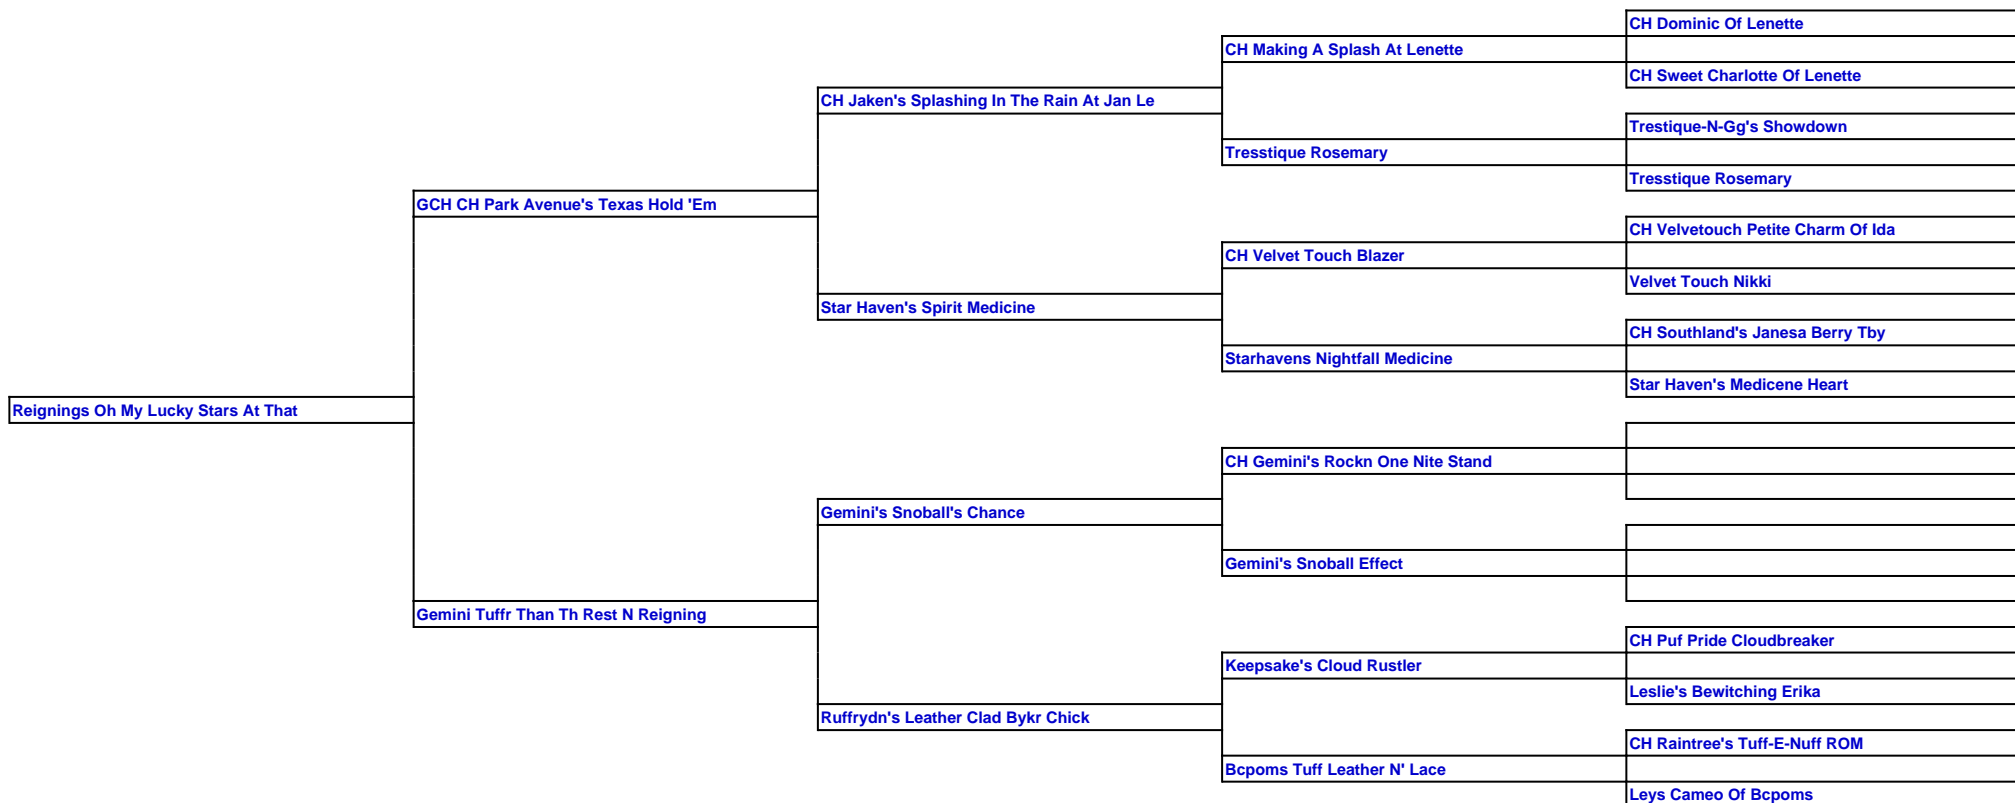 CH Dominic Of Lenette
CH Making A Splash At Lenette
CH Sweet Charlotte Of Lenette
CH Jaken's Splashing In The Rain At Jan Le
Trestique-N-Gg's Showdown
Tresstique Rosemary
Tresstique Rosemary
GCH CH Park Avenue's Texas Hold 'Em
CH Velvetouch Petite Charm Of Ida
CH Velvet Touch Blazer
Velvet Touch Nikki
Star Haven's Spirit Medicine
CH Southland's Janesa Berry Tby
Starhavens Nightfall Medicine
Star Haven's Medicene Heart
Reignings Oh My Lucky Stars At That
CH Gemini's Rockn One Nite Stand
Gemini's Snoball's Chance
Gemini's Snoball Effect
Gemini Tuffr Than Th Rest N Reigning
CH Puf Pride Cloudbreaker
Keepsake's Cloud Rustler
Leslie's Bewitching Erika
Ruffrydn's Leather Clad Bykr Chick
CH Raintree's Tuff-E-Nuff ROM
Bcpoms Tuff Leather N' Lace
Leys Cameo Of Bcpoms